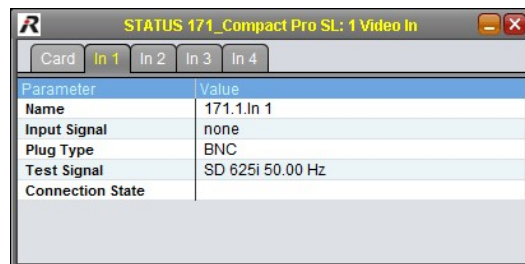 R STATUS 171_Compact Pro SL: 1 Video In
Card In 1 In 2 In 3 In 4
Parameter Value
Name 171.1.In 1
Input Signal none
Plug Type BNC
Test Signal SD 625i 50.00 Hz
Connection State